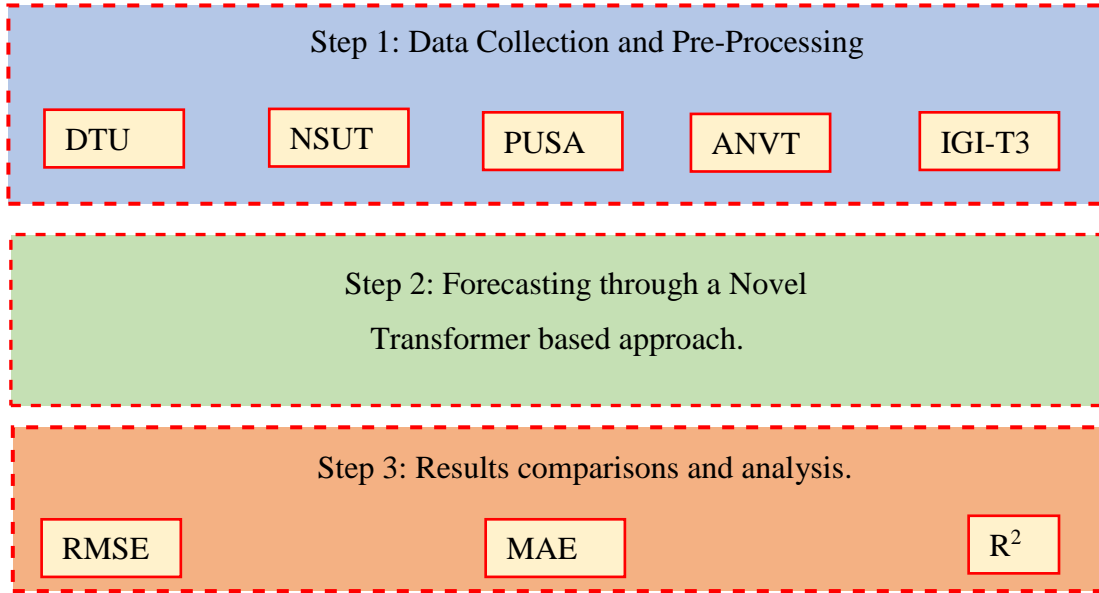 Step 1: Data Collection and Pre-Processing
DTU
NSUT
PUSA
ANVT
IGI-T3
Step 2: Forecasting through a Novel
Transformer based approach.
Step 3: Results comparisons and analysis.
RMSE
MAE
R²